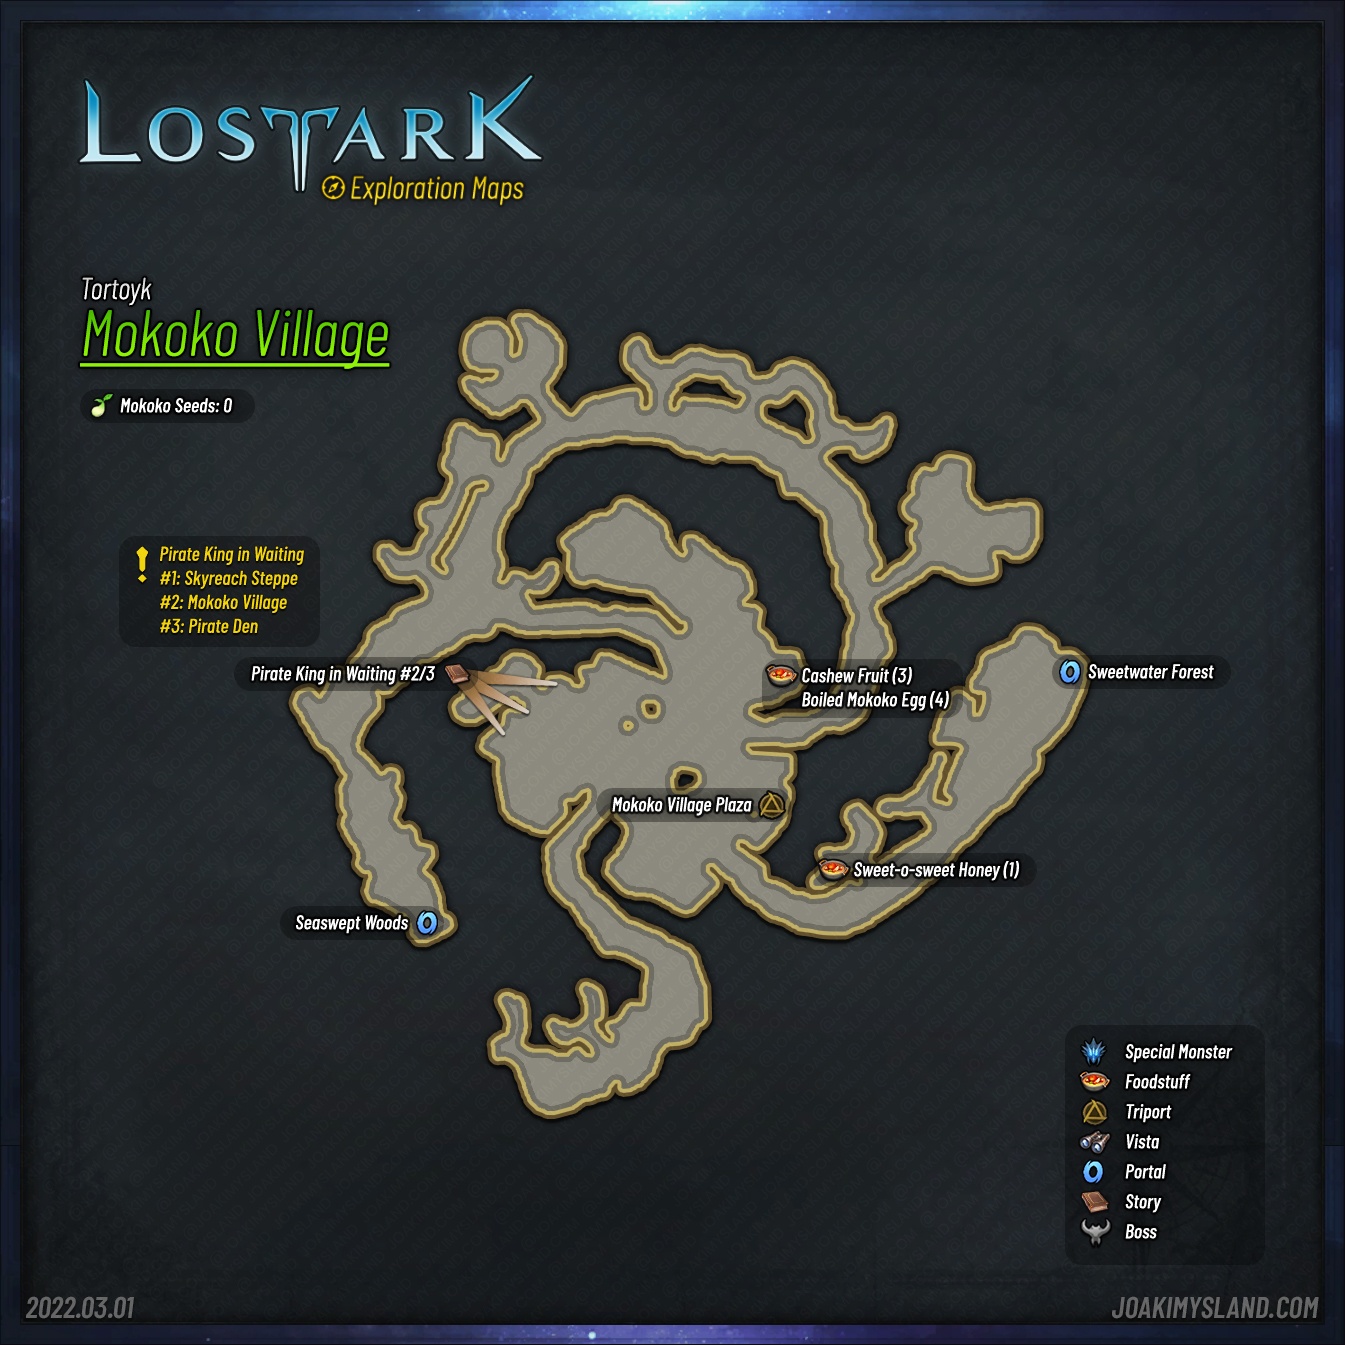 LOSTARK
Exploration Maps
Tortoyk
Mokoko Village
Mokoko Seeds: 0
Pirate King in Waiting
#1: Skyreach Steppe
#2: Mokoko Village
#3: Pirate Den
Pirate King in Waiting #2/3
Cashew Fruit (3)
Boiled Mokoko Egg (4)
Sweetwater Forest
Mokoko Village Plaza
Sweet-o-sweet Honey (1)
Seaswept Woods
Special Monster
Foodstuff
Triport
Vista
Portal
Story
Boss
2022.03.01
JOAKIMYSLAND.COM